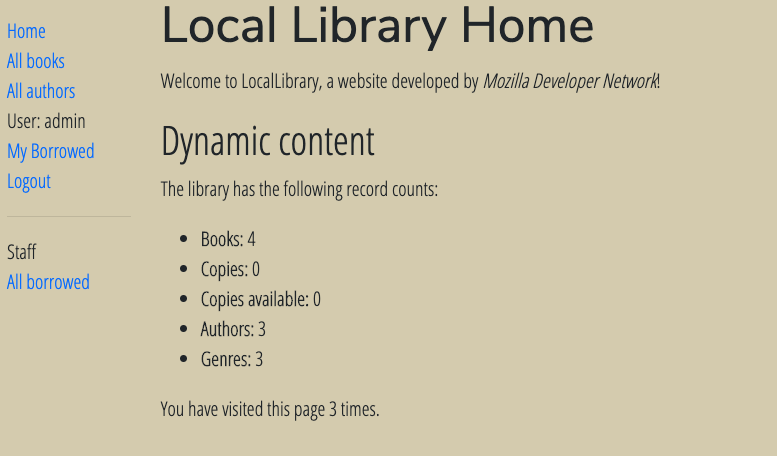 Home
All books
All authors
User: admin
My Borrowed
Logout
Staff
All borrowed
Local Library Home
Welcome to LocalLibrary, a website developed by Mozilla Developer Network!
Dynamic content
The library has the following record counts:
Books: 4
Copies: 0
Copies available: 0
Authors: 3
Genres: 3
You have visited this page 3 times.